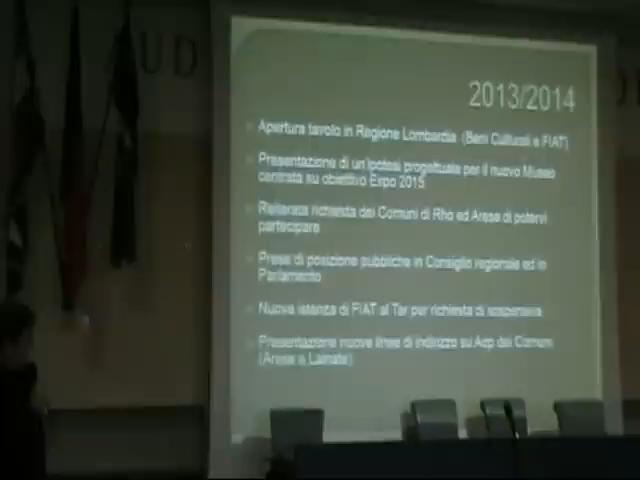 UD
2013/2014
Apertura tavolo in Regione Lombardia (Beni Culturali e FIAT)
Presentazione di un ipotesi progettuale per il nuovo Museo
centrata su obiettivo Expo 2015
Reiterata richiesta dei Comuni di Rho ed Arese di potervi
partecipare
Prese di posizione pubbliche in Consiglio regionale ed in
Parlamento
Nuova istanza di FIAT al Tar per richiesta di sospensiva
Presentazione nuove linee di indirizzo su Adp dei Comuni
(Arese e Lainate)